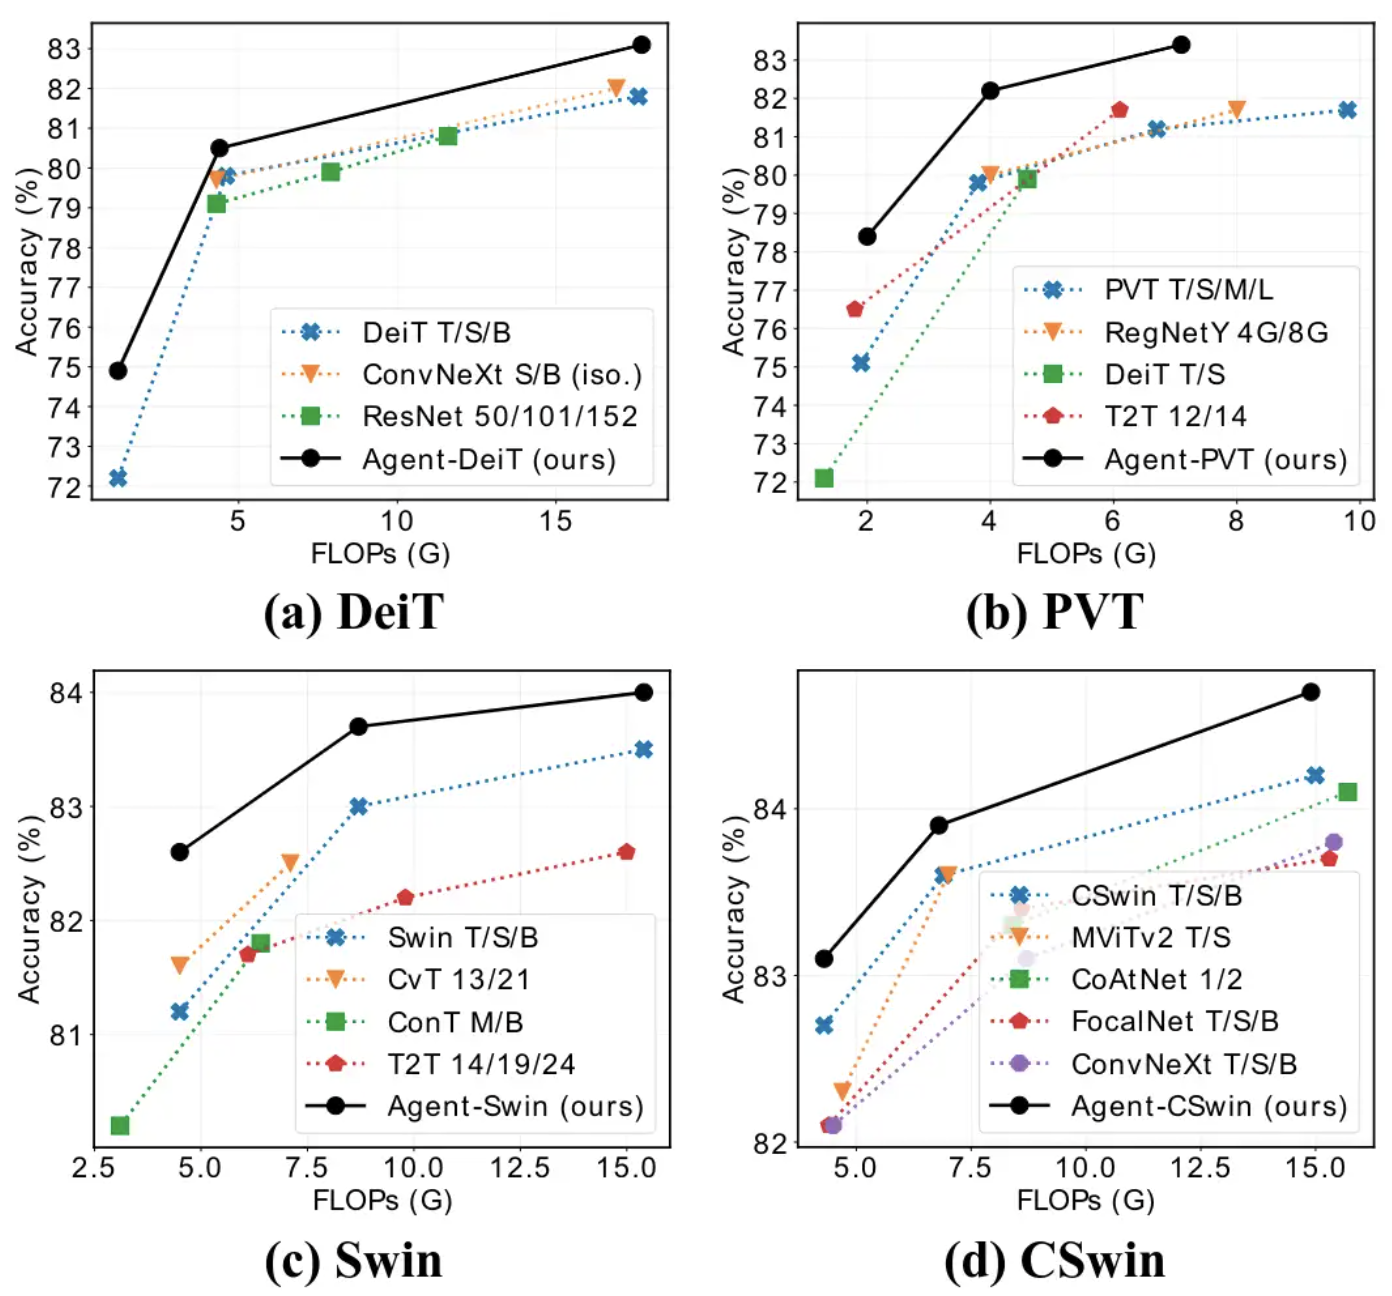 83
82
81
80
79
78
77
76
75
74
73
72
Accuracy (%)
DeiT T/S/B
ConvNeXt S/B (iso.)
ResNet 50/101/152
Agent-DeiT (ours)
5 10 15
FLOPs (G)
(a) DeiT
83
82
81
80
79
78
77
76
75
74
73
72
Accuracy (%)
PVT T/S/M/L
RegNetY 4G/8G
DeiT T/S
T2T 12/14
Agent-PVT (ours)
2 4 6 8 10
FLOPs (G)
(b) PVT
84
83
82
81
Accuracy (%)
Swin T/S/B
CvT 13/21
ConT M/B
T2T 14/19/24
Agent-Swin (ours)
2.5 5.0 7.5 10.0 12.5 15.0
FLOPs (G)
(c) Swin
84
83
82
Accuracy (%)
CSwin T/S/B
MViTv2 T/S
CoAtNet 1/2
FocalNet T/S/B
ConvNeXt T/S/B
Agent-CSwin (ours)
5.0 7.5 10.0 12.5 15.0
FLOPs (G)
(d) CSwin